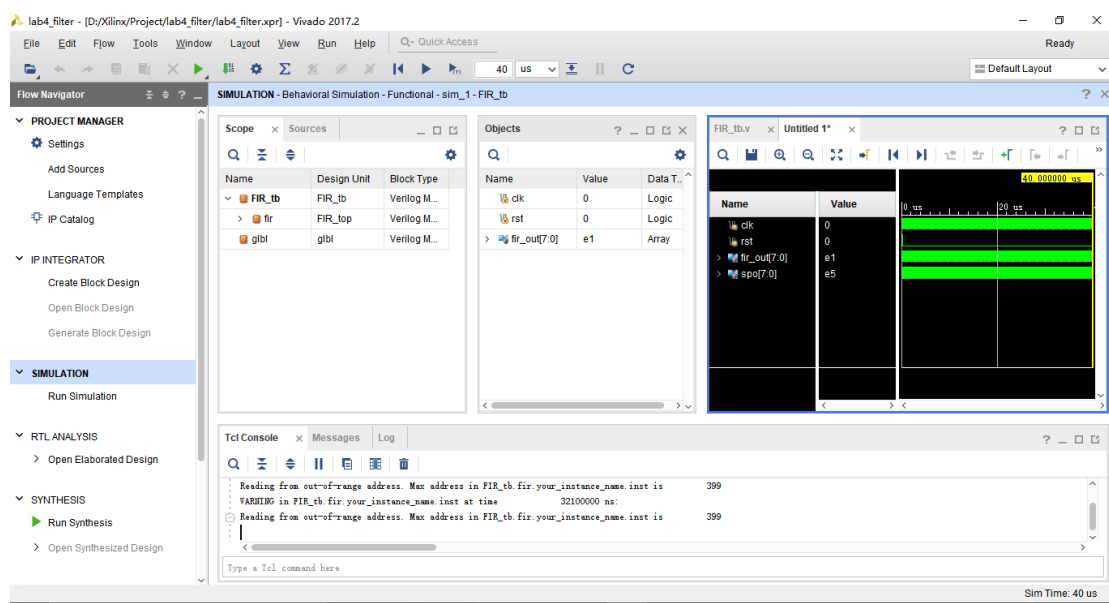 lab4_filter - [D:/Xilinx/Project/lab4_filter/lab4_filter.xpr] - Vivado 2017.2
File Edit Flow Tools Window Layout View Run Help Q- Quick Access Ready
40 us Default Layout
Flow Navigator
SIMULATION - Behavioral Simulation - Functional - sim_1 - FIR_tb
PROJECT MANAGER
Settings
Add Sources
Language Templates
IP Catalog
IP INTEGRATOR
Create Block Design
Open Block Design
Generate Block Design
SIMULATION
Run Simulation
RTL ANALYSIS
Open Elaborated Design
SYNTHESIS
Run Synthesis
Open Synthesized Design
Scope Sources
Name Design Unit Block Type
FIR_tb FIR_tb Verilog M...
fir FIR_top Verilog M...
glbl glbl Verilog M...
Objects
Name Value Data T...
clk 0 Logic
rst 0 Logic
fir_out[7:0] e1 Array
FIR_tb.v Untitled 1*
40.000000 us
Name Value 0 us 20 us
clk 0
rst 0
fir_out[7:0] e1
spo[7:0] e5
Tcl Console Messages Log
Reading from out-of-range address. Max address in FIR_tb.fir.your_instance_name.inst is 399
WARNING in FIR_tb.fir.your_instance_name.inst at time 32100000 ns:
Reading from out-of-range address. Max address in FIR_tb.fir.your_instance_name.inst is 399
Type a Tcl command here
Sim Time: 40 us